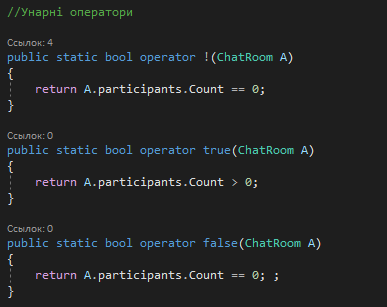 //Унарні оператори
Ссылок: 4
public static bool operator !(ChatRoom A)
{
return A.participants.Count == 0;
}
Ссылок: 0
public static bool operator true(ChatRoom A)
{
return A.participants.Count > 0;
}
Ссылок: 0
public static bool operator false(ChatRoom A)
{
return A.participants.Count == 0; ;
}